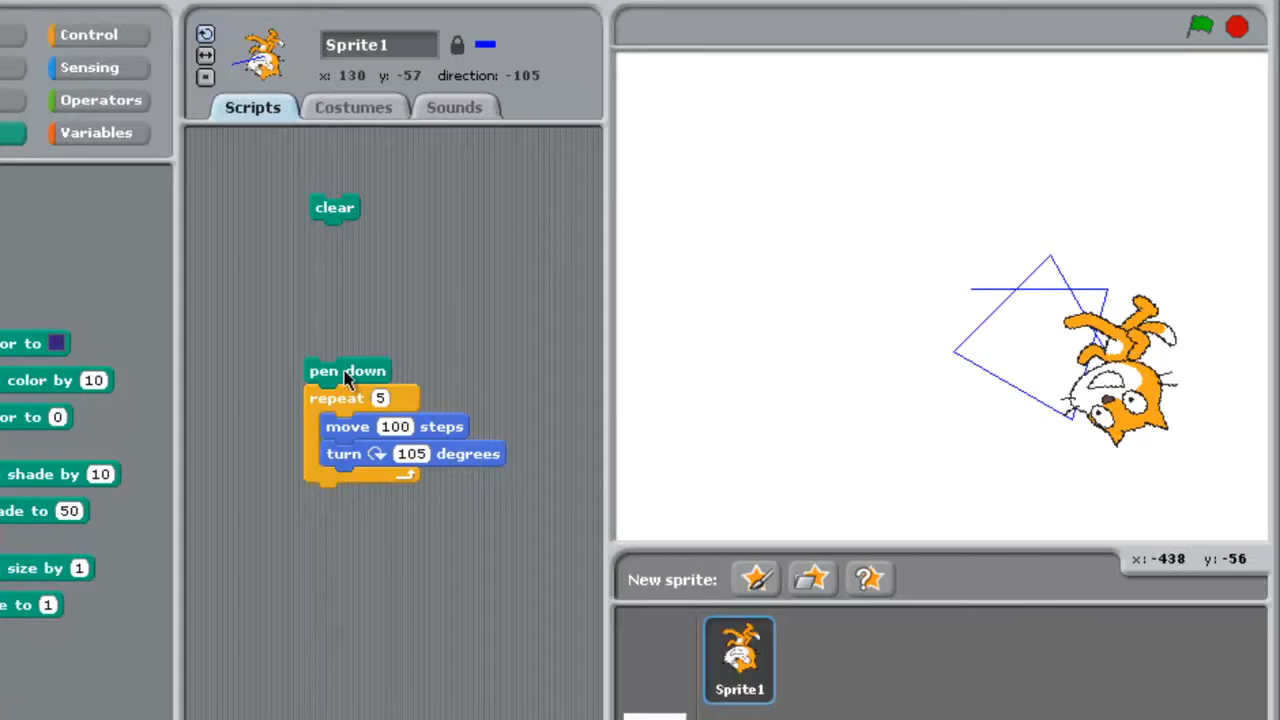 Control
Sensing
Operators
Variables
or to
color by 10
or to 0
shade by 10
ade to 50
size by 1
e to 1
Sprite1
x: 130 y: -57 direction: -105
Scripts
Costumes
Sounds
clear
pen down
repeat 5
move 100 steps
turn 105 degrees
x: -438 y: -56
New sprite:
Sprite1